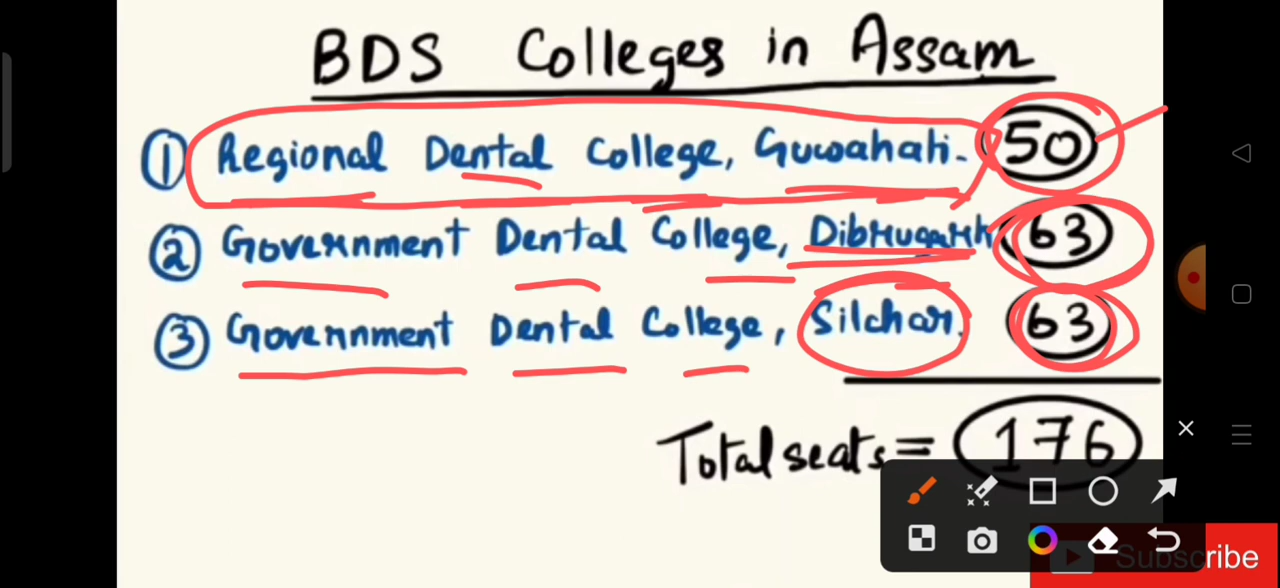 BDS Colleges in Assam
① Regional Dental College, Guwahati. 50
② Government Dental College, Dibrugarh 63
③ Government Dental College, Silchar. 63
Total seats = 176
Subscribe